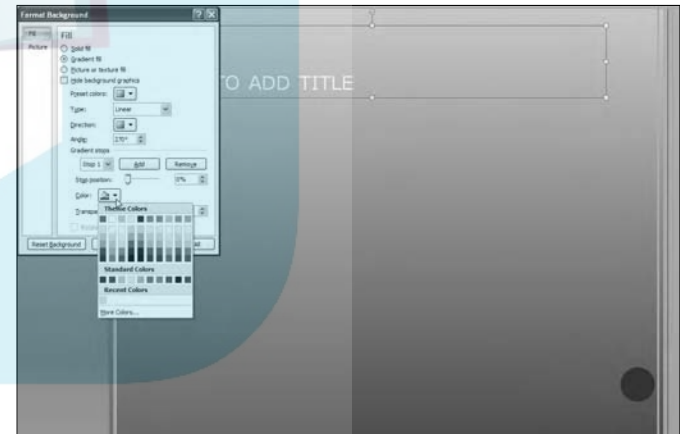 Format Background
Fill
Picture
Fill
Solid fill
Gradient fill
Picture or texture fill
Hide background graphics
Preset colors:
Type: Linear
Direction:
Angle: 270°
Gradient stops
Stop 1 Add Remove
Stop position: 0%
Color:
Transpa
Theme Colors
Standard Colors
Recent Colors
More Colors...
Reset Background
All
O ADD TITLE